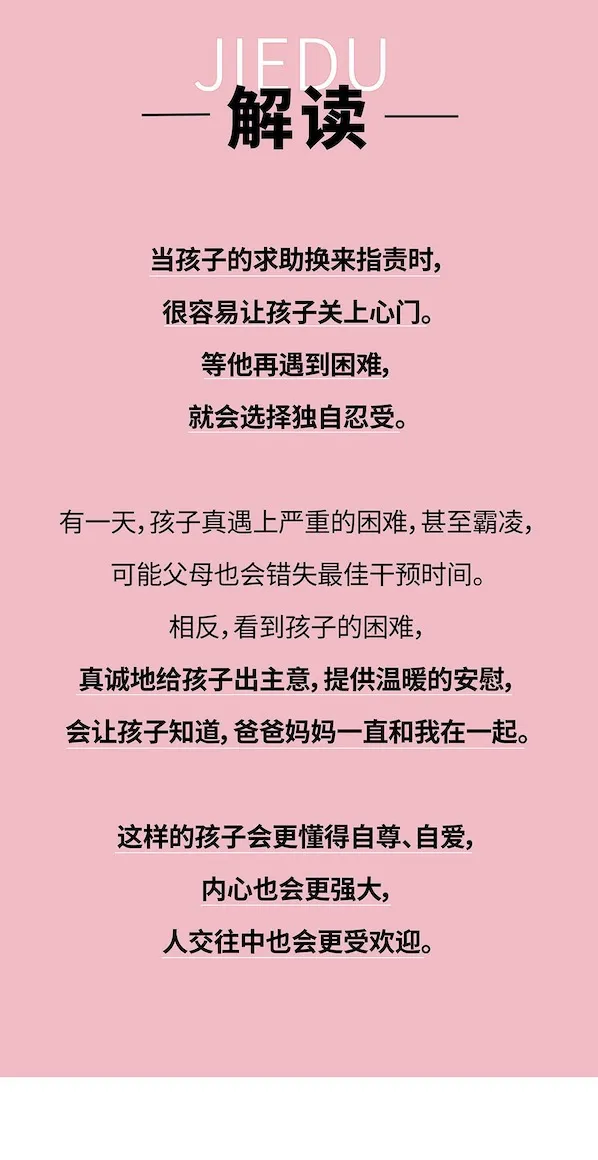 JIEDU
解读
当孩子的求助换来指责时，
很容易让孩子关上心门。
等他再遇到困难，
就会选择独自忍受。
有一天，孩子真遇上严重的困难，甚至霸凌，
可能父母也会错失最佳干预时间。
相反，看到孩子的困难，
真诚地给孩子出主意，提供温暖的安慰，
会让孩子知道，爸爸妈妈一直和我在一起。
这样的孩子会更懂得自尊、自爱，
内心也会更强大，
人交往中也会更受欢迎。